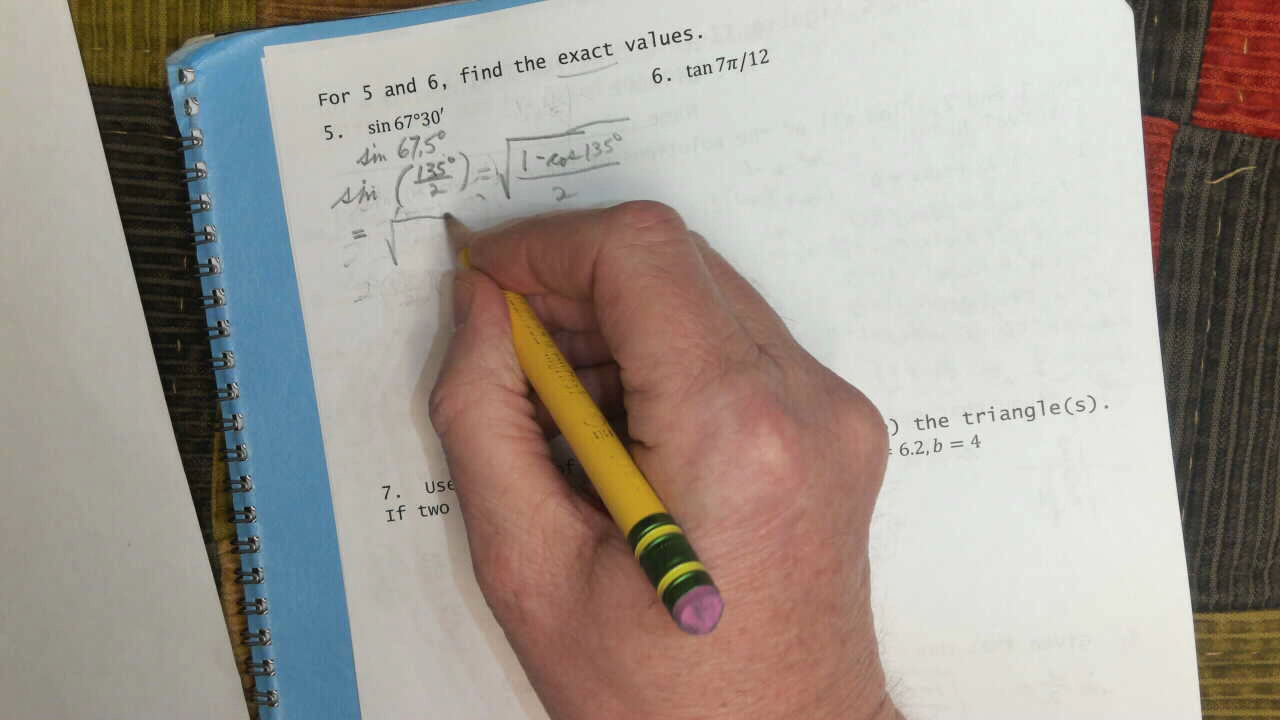 For 5 and 6, find the exact values.
5. sin 67°30′
6. tan 7π/12
sin 67.5°
sin (135°/2) = √(1 - cos 135°/2)
= √
) the triangle(s).
= 6.2, b = 4
7. Use
of
If two